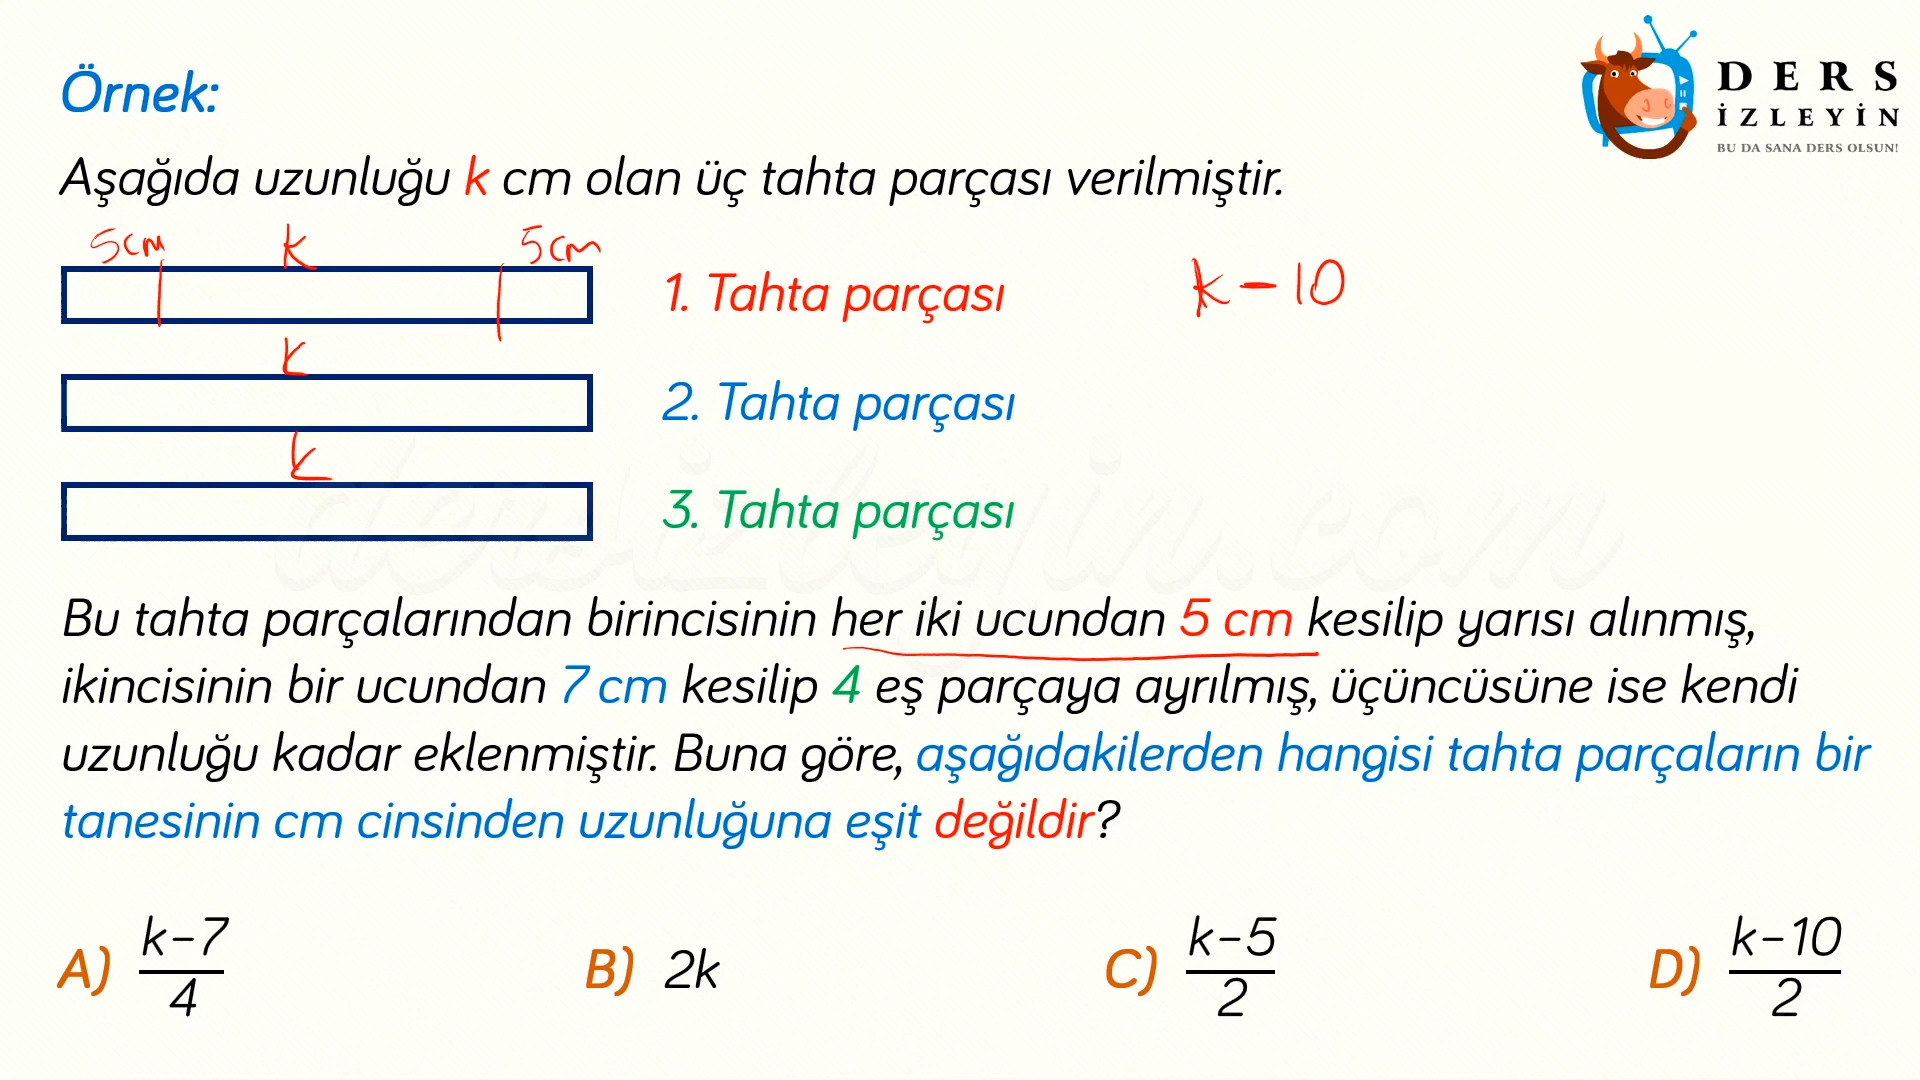 DERS
İZLEYİN
BU DA SANA DERS OLSUN!
Örnek:
Aşağıda uzunluğu k cm olan üç tahta parçası verilmiştir.
5cm k 5cm
1. Tahta parçası
k-10
k
2. Tahta parçası
k
3. Tahta parçası
dersizleyin.com
Bu tahta parçalarından birincisinin her iki ucundan 5 cm kesilip yarısı alınmış,
ikincisinin bir ucundan 7 cm kesilip 4 eş parçaya ayrılmış, üçüncüsüne ise kendi
uzunluğu kadar eklenmiştir. Buna göre, aşağıdakilerden hangisi tahta parçaların bir
tanesinin cm cinsinden uzunluğuna eşit değildir?
A) k-7/4
B) 2k
C) k-5/2
D) k-10/2